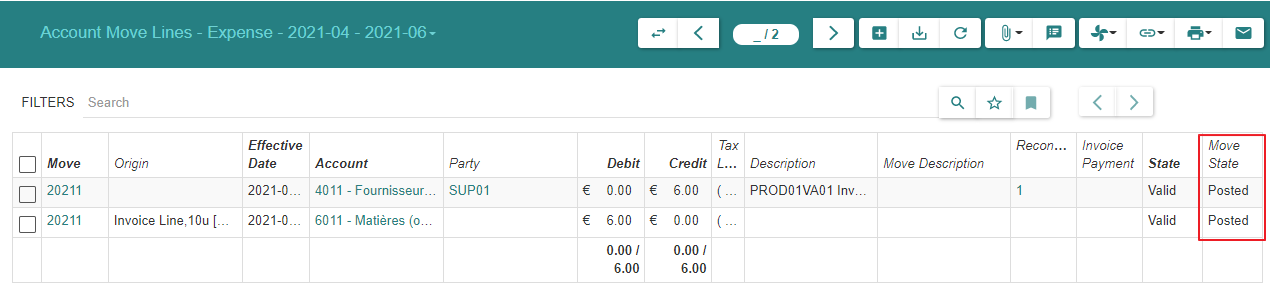 Account Move Lines - Expense - 2021-04 - 2021-06
_ / 2
FILTERS Search
Move Origin Effective Date Account Party Debit Credit Tax L... Description Move Description Recon... Invoice Payment State Move State
20211 2021-0... 4011 - Fournisseur... SUP01 € 0.00 € 6.00 ( ... PROD01VA01 Inv... 1 Valid Posted
20211 Invoice Line,10u [... 2021-0... 6011 - Matières (o... € 6.00 € 0.00 ( ... Valid Posted
0.00 / 6.00 0.00 / 6.00